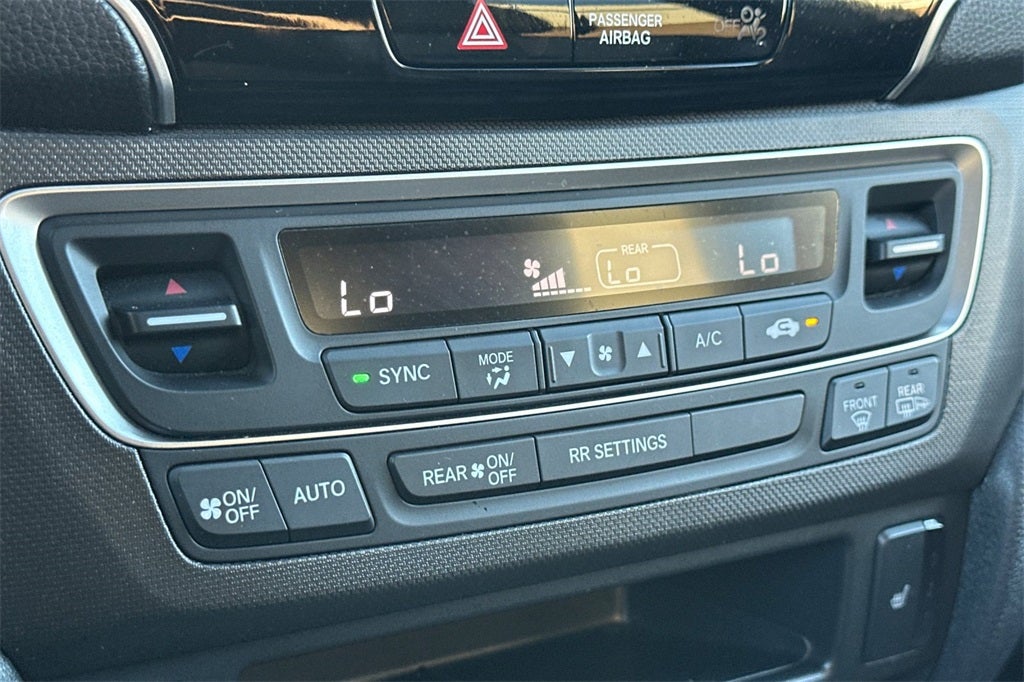 PASSENGER
AIRBAG
OFF
REAR
Lo
Lo
Lo
SYNC
MODE
A/C
FRONT
REAR
REAR ON/
OFF
RR SETTINGS
ON/
OFF
AUTO